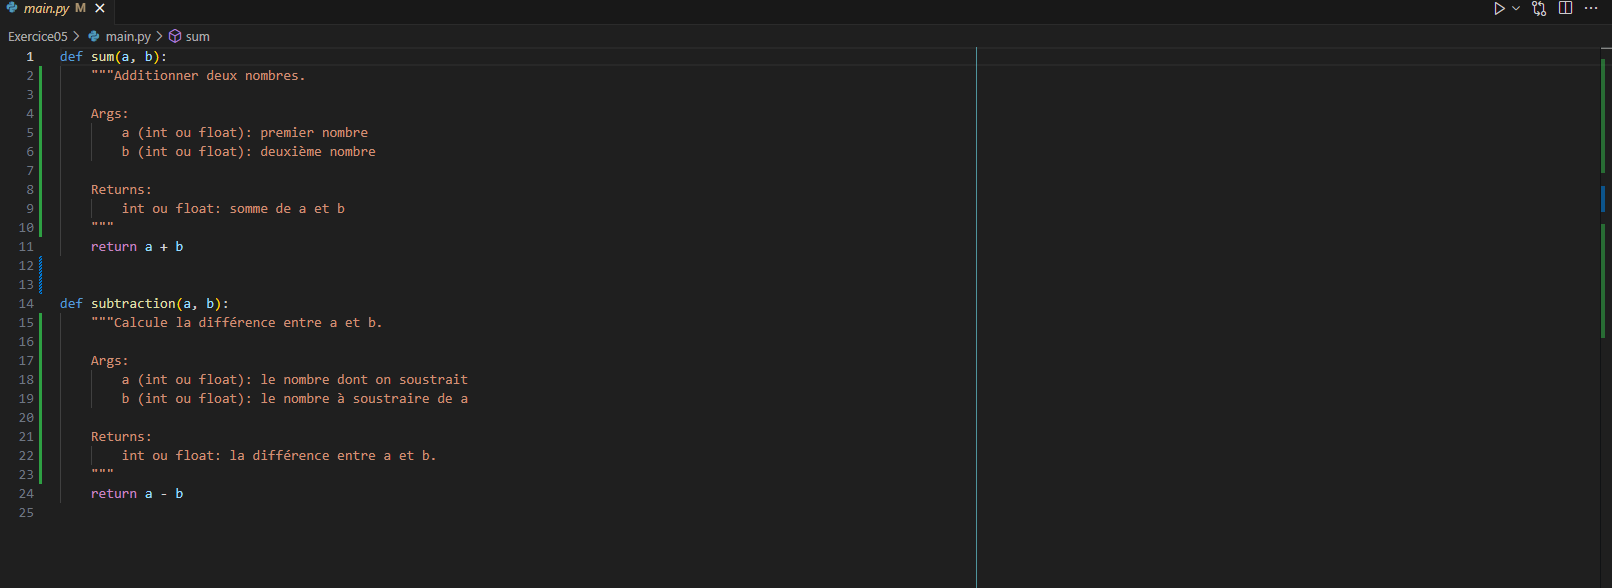 main.py M
Exercice05 > main.py > sum
1 def sum(a, b):
2     """Additionner deux nombres.
3
4     Args:
5         a (int ou float): premier nombre
6         b (int ou float): deuxième nombre
7
8     Returns:
9         int ou float: somme de a et b
10     """
11     return a + b
12
13
14 def subtraction(a, b):
15     """Calcule la différence entre a et b.
16
17     Args:
18         a (int ou float): le nombre dont on soustrait
19         b (int ou float): le nombre à soustraire de a
20
21     Returns:
22         int ou float: la différence entre a et b.
23     """
24     return a - b
25